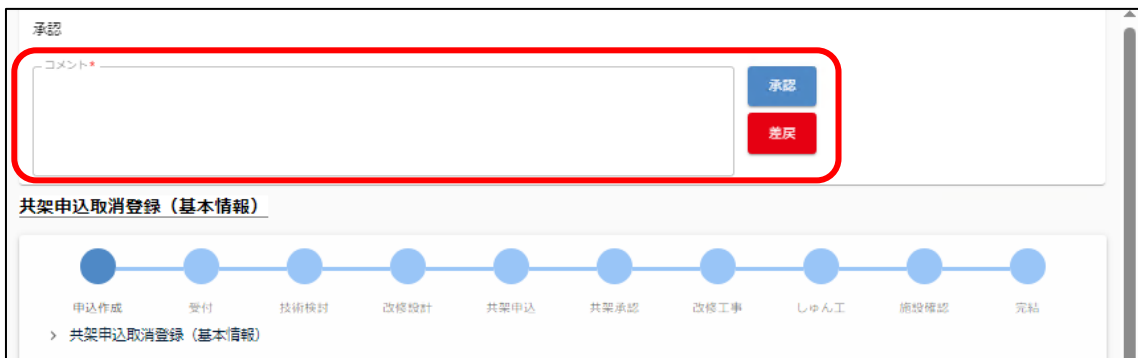 承認
コメント*
承認
差戻
共架申込取消登録（基本情報）
申込作成 受付 技術検討 改修設計 共架申込 共架承認 改修工事 しゅん工 施設確認 完結
> 共架申込取消登録（基本情報）